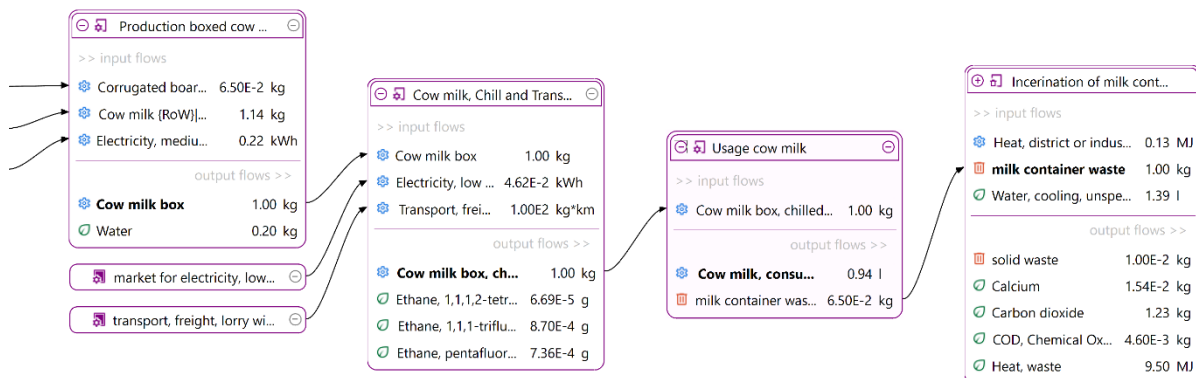 Production boxed cow ...
>> input flows
Corrugated boar... 6.50E-2 kg
Cow milk {RoW}|... 1.14 kg
Electricity, mediu... 0.22 kWh
output flows >>
Cow milk box 1.00 kg
Water 0.20 kg
market for electricity, low...
transport, freight, lorry wi...
Cow milk, Chill and Trans...
>> input flows
Cow milk box 1.00 kg
Electricity, low ... 4.62E-2 kWh
Transport, frei... 1.00E2 kg*km
output flows >>
Cow milk box, ch... 1.00 kg
Ethane, 1,1,1,2-tetr... 6.69E-5 g
Ethane, 1,1,1-triflu... 8.70E-4 g
Ethane, pentafluor... 7.36E-4 g
Usage cow milk
>> input flows
Cow milk box, chilled... 1.00 kg
output flows >>
Cow milk, consu... 0.94 l
milk container was... 6.50E-2 kg
Incerination of milk cont...
>> input flows
Heat, district or indus... 0.13 MJ
milk container waste 1.00 kg
Water, cooling, unspe... 1.39 l
output flows >>
solid waste 1.00E-2 kg
Calcium 1.54E-2 kg
Carbon dioxide 1.23 kg
COD, Chemical Ox... 4.60E-3 kg
Heat, waste 9.50 MJ